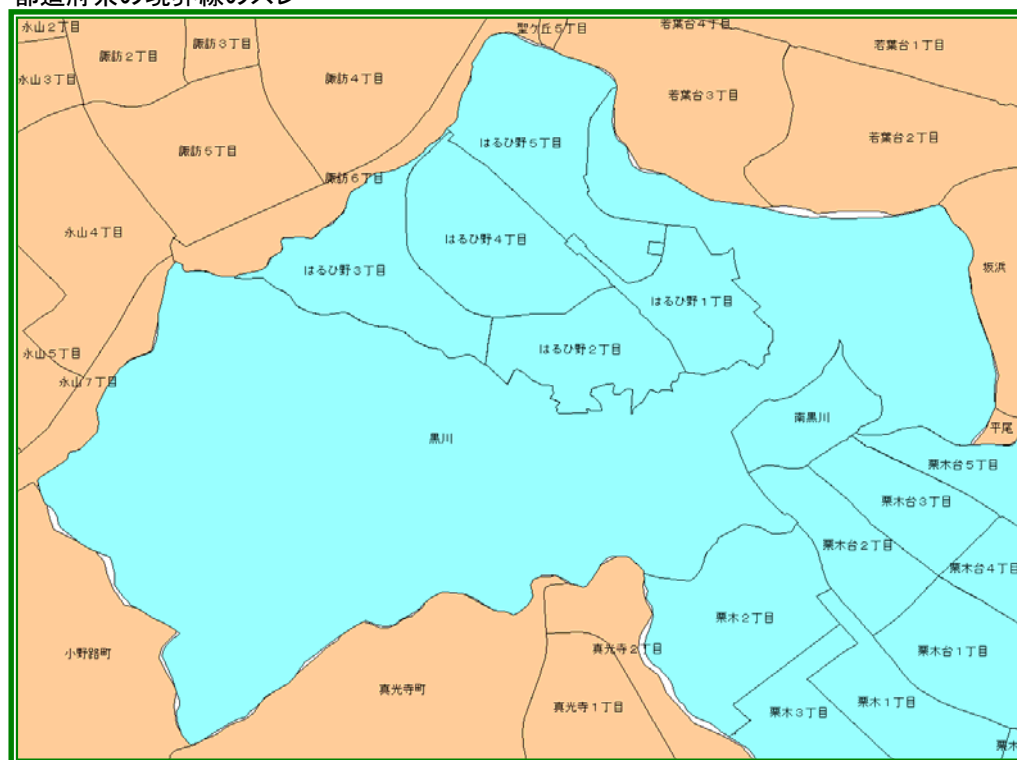 都道府県の境界線のズレ
永山２丁目
諏訪３丁目
聖ケ丘５丁目
若葉台４丁目
若葉台１丁目
諏訪２丁目
永山３丁目
諏訪４丁目
若葉台３丁目
若葉台２丁目
はるひ野５丁目
諏訪５丁目
諏訪６丁目
永山４丁目
はるひ野４丁目
はるひ野３丁目
坂浜
はるひ野１丁目
永山５丁目
はるひ野２丁目
永山７丁目
南黒川
平尾
黒川
栗木台５丁目
栗木台３丁目
栗木台２丁目
栗木台４丁目
栗木２丁目
小野路町
真光寺２丁目
栗木台１丁目
真光寺町
真光寺１丁目
栗木３丁目
栗木１丁目